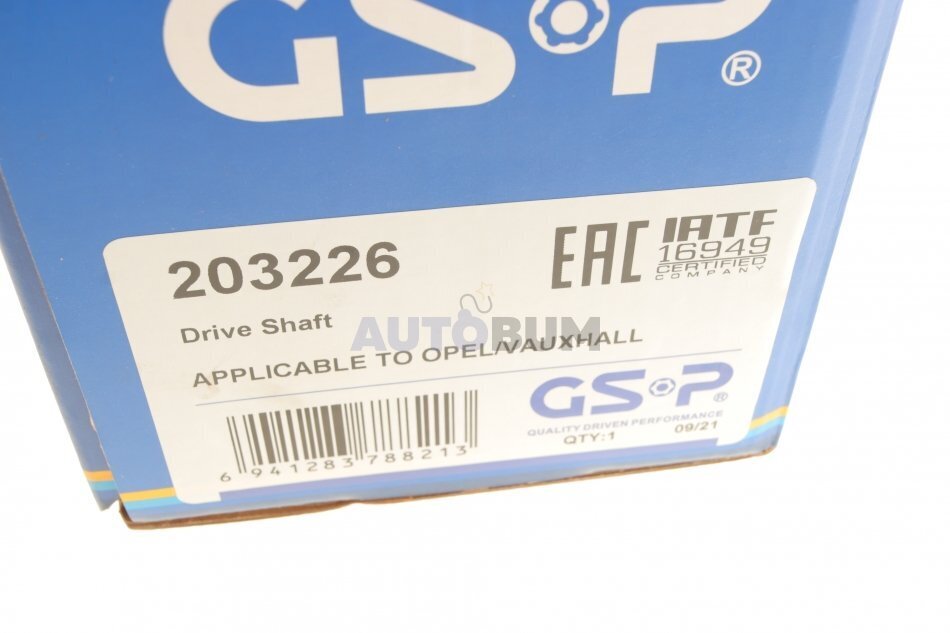 GSP®
203226
EAC
IATF
16949
CERTIFIED
COMPANY
Drive Shaft
AUTOBUM
APPLICABLE TO OPEL/VAUXHALL
GSP®
QUALITY DRIVEN PERFORMANCE
QTY:1 09/21
6 941283 788213